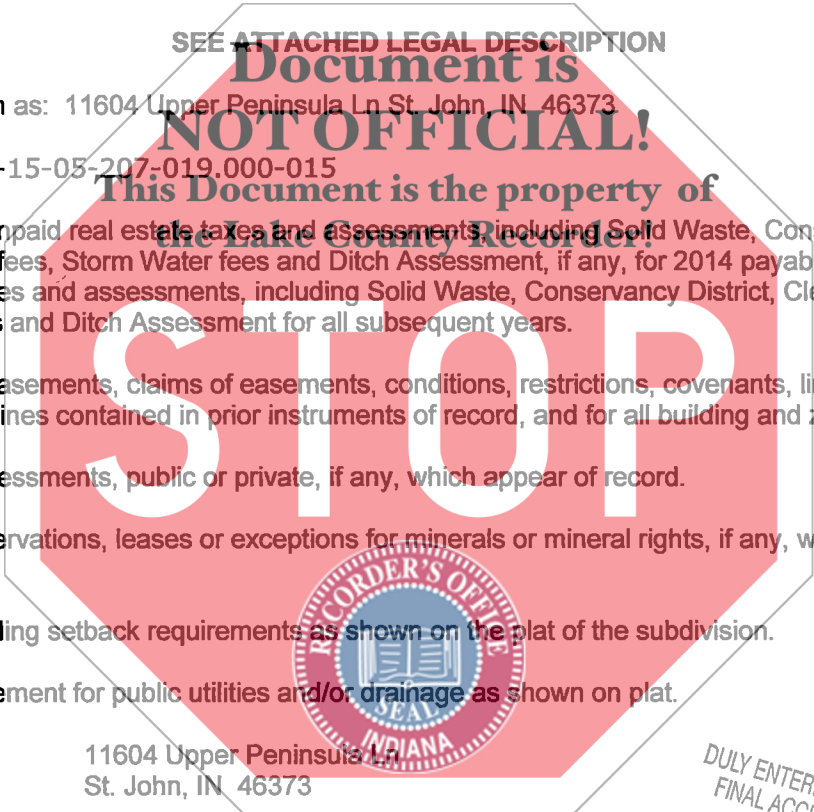 SEE ATTACHED LEGAL DESCRIPTION
Document is
as: 11604 Upper Peninsula Ln St. John, IN 46373
NOT OFFICIAL!
-15-05-207-019.000-015
This Document is the property of
npaid real estate taxes and assessments, including Solid Waste, Con
the Lake County Recorder!
fees, Storm Water fees and Ditch Assessment, if any, for 2014 payab
es and assessments, including Solid Waste, Conservancy District, Cle
s and Ditch Assessment for all subsequent years.
asements, claims of easements, conditions, restrictions, covenants, li
ines contained in prior instruments of record, and for all building and z
STOP
essments, public or private, if any, which appear of record.
ervations, leases or exceptions for minerals or mineral rights, if any, w
RECORDER'S OFFICE
ling setback requirements as shown on the plat of the subdivision.
ement for public utilities and/or drainage as shown on plat.
SEAL
INDIANA
11604 Upper Peninsula Ln
St. John, IN 46373
DULY ENTER
FINAL ACC